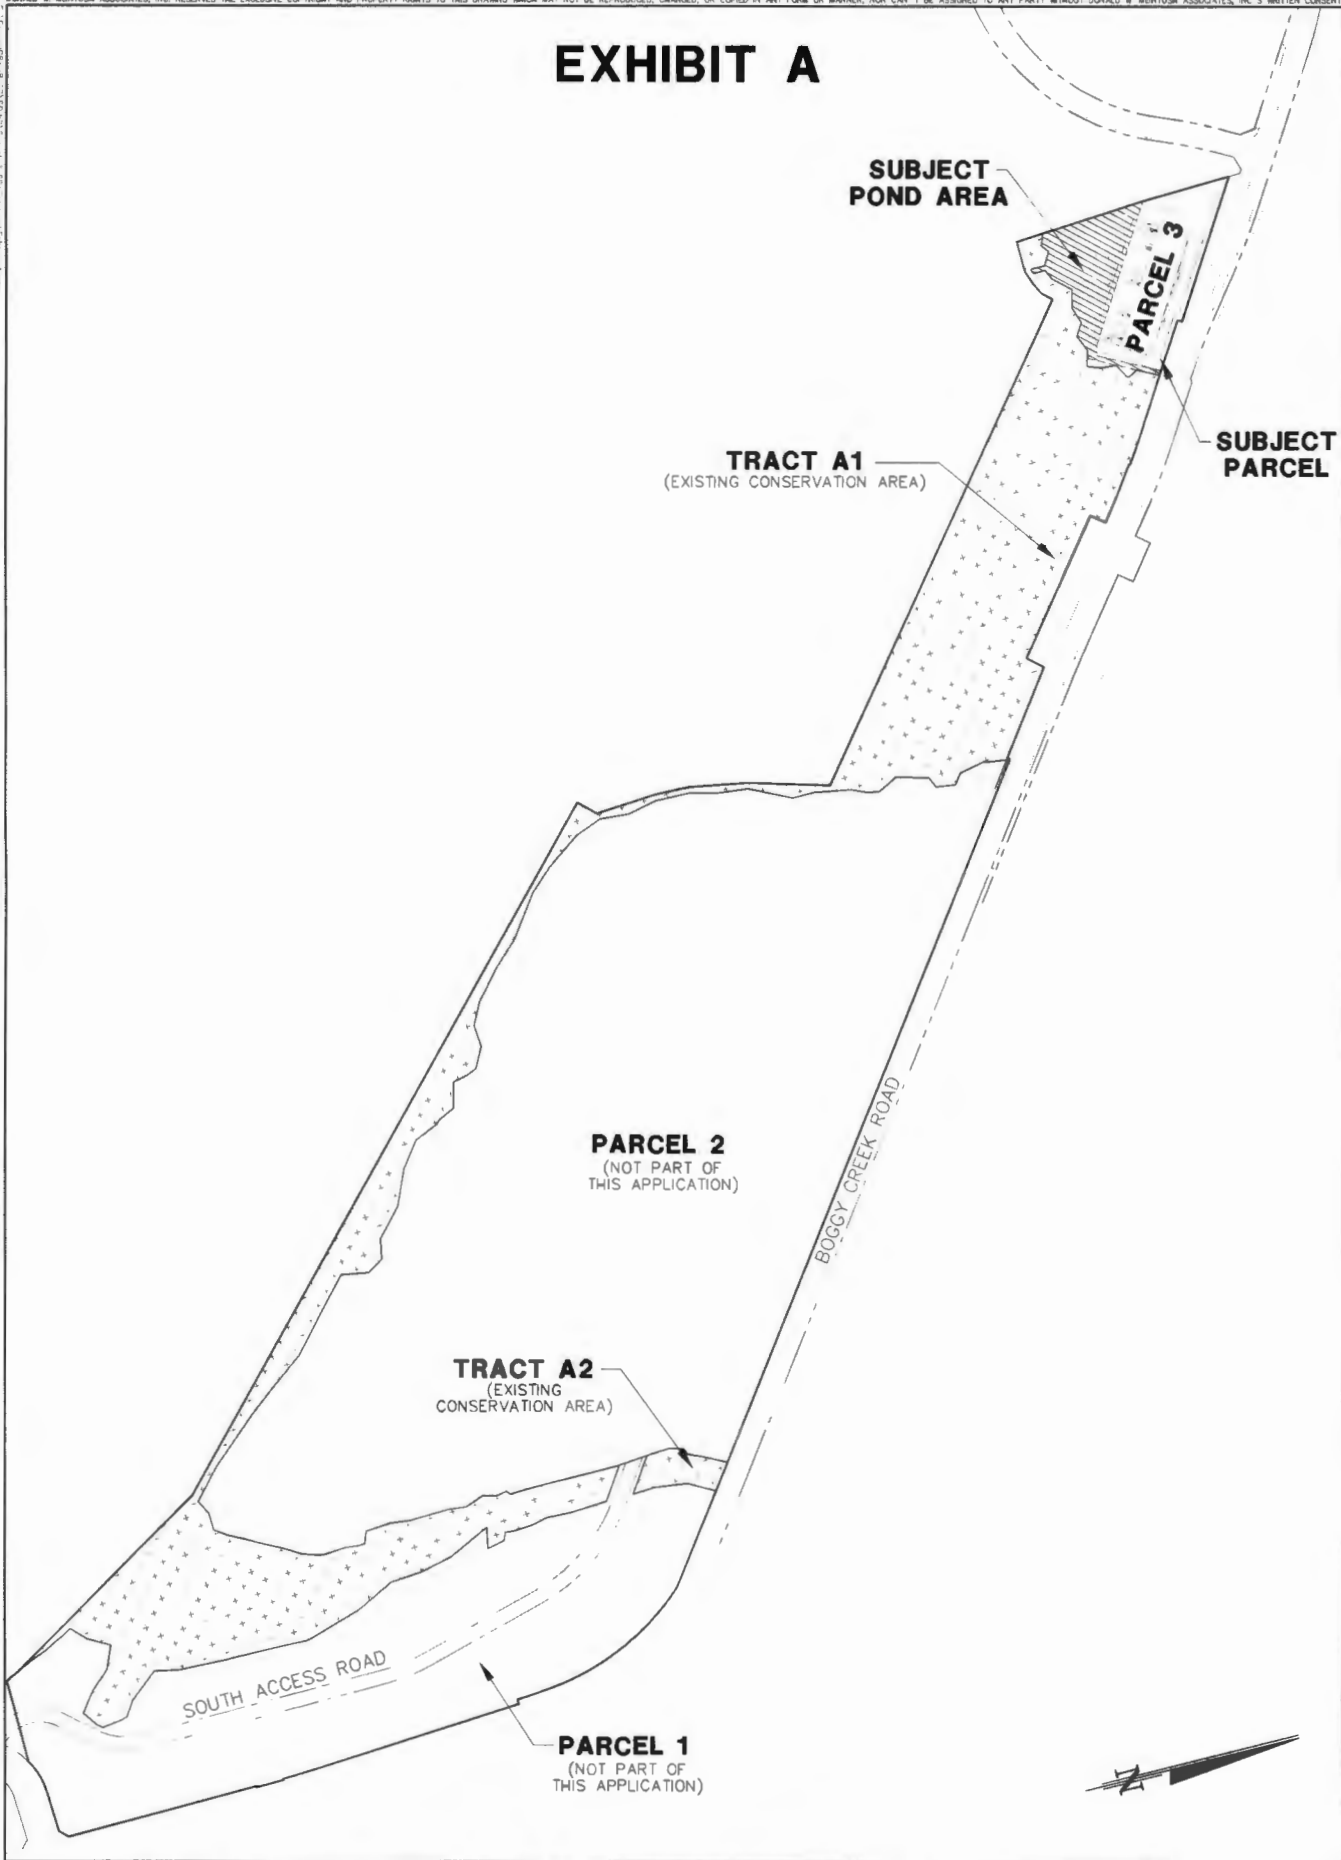 EXHIBIT A
SUBJECT
POND AREA
PARCEL 3
SUBJECT
PARCEL
TRACT A1
(EXISTING CONSERVATION AREA)
PARCEL 2
(NOT PART OF
THIS APPLICATION)
BOGGY CREEK ROAD
TRACT A2
(EXISTING
CONSERVATION AREA)
SOUTH ACCESS ROAD
PARCEL 1
(NOT PART OF
THIS APPLICATION)
N